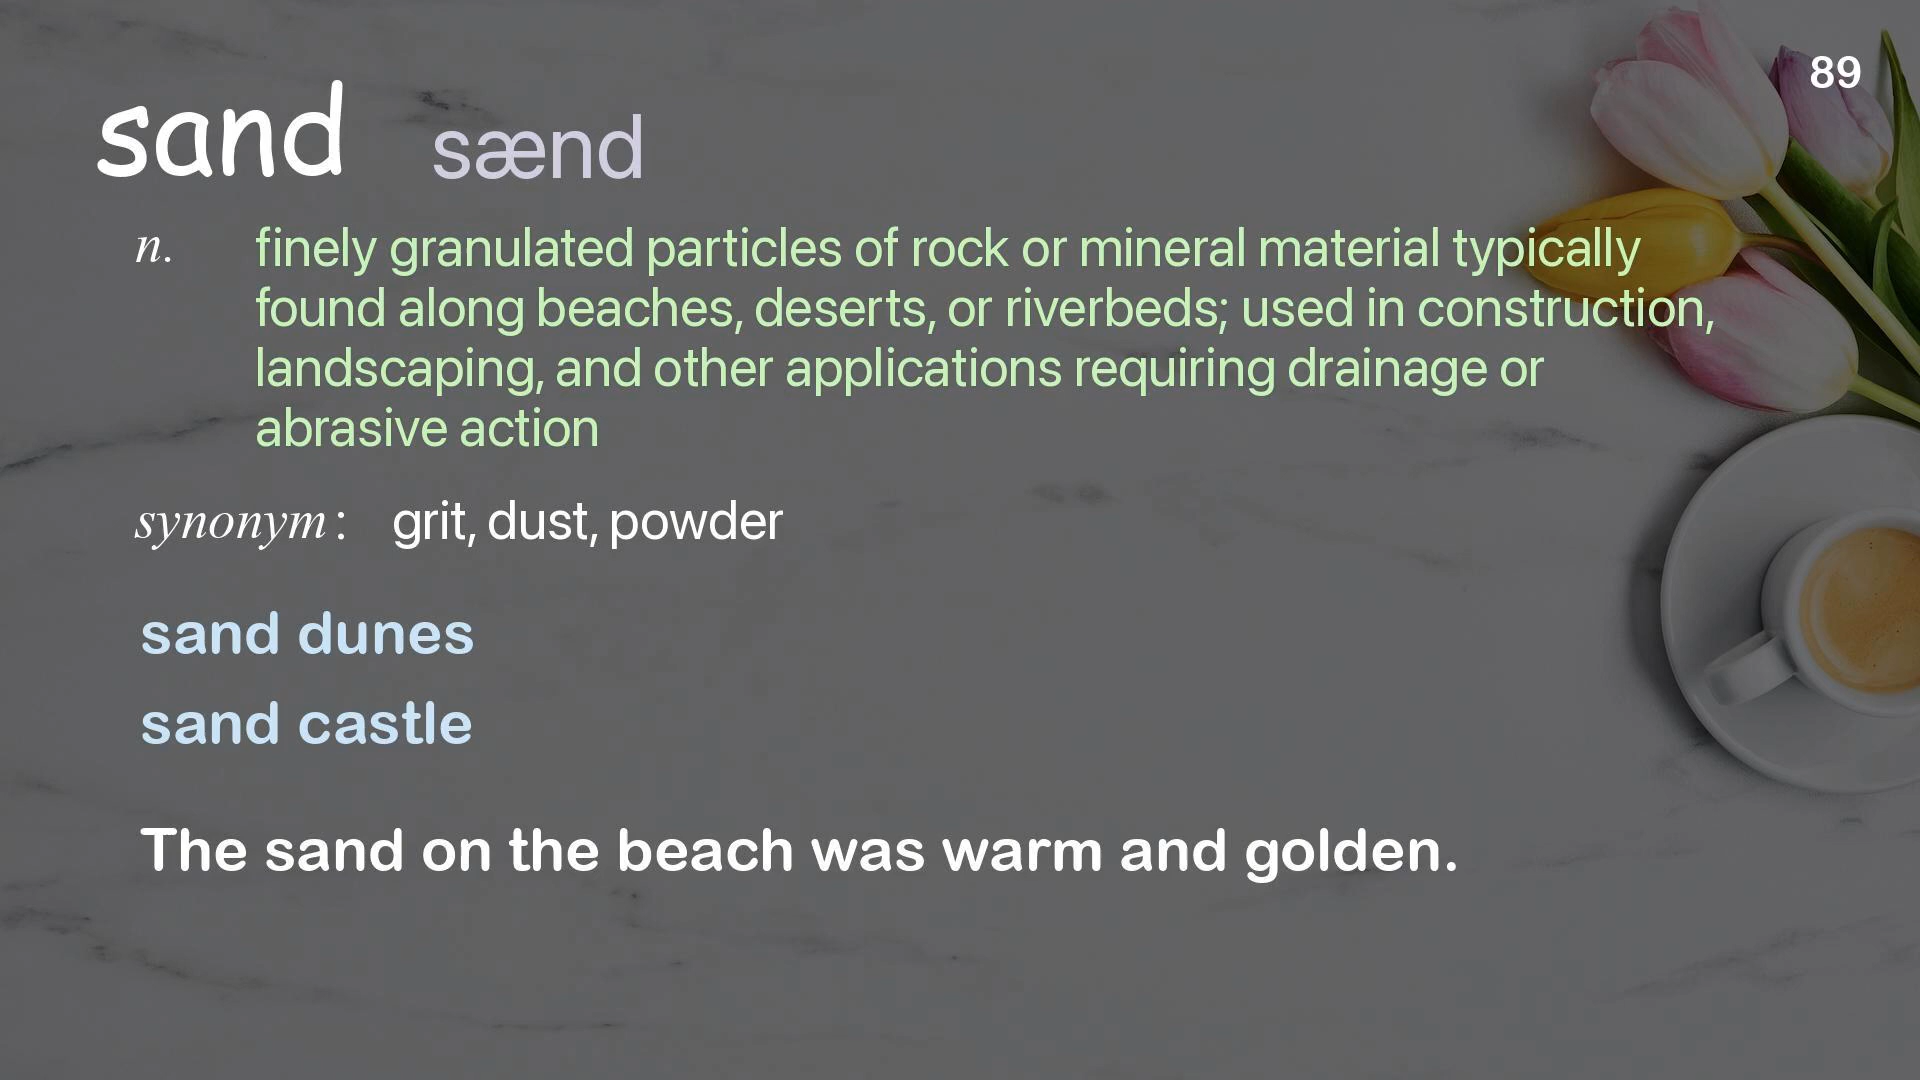 89
sand sænd
n. finely granulated particles of rock or mineral material typically
found along beaches, deserts, or riverbeds; used in construction,
landscaping, and other applications requiring drainage or
abrasive action
synonym: grit, dust, powder
sand dunes
sand castle
The sand on the beach was warm and golden.